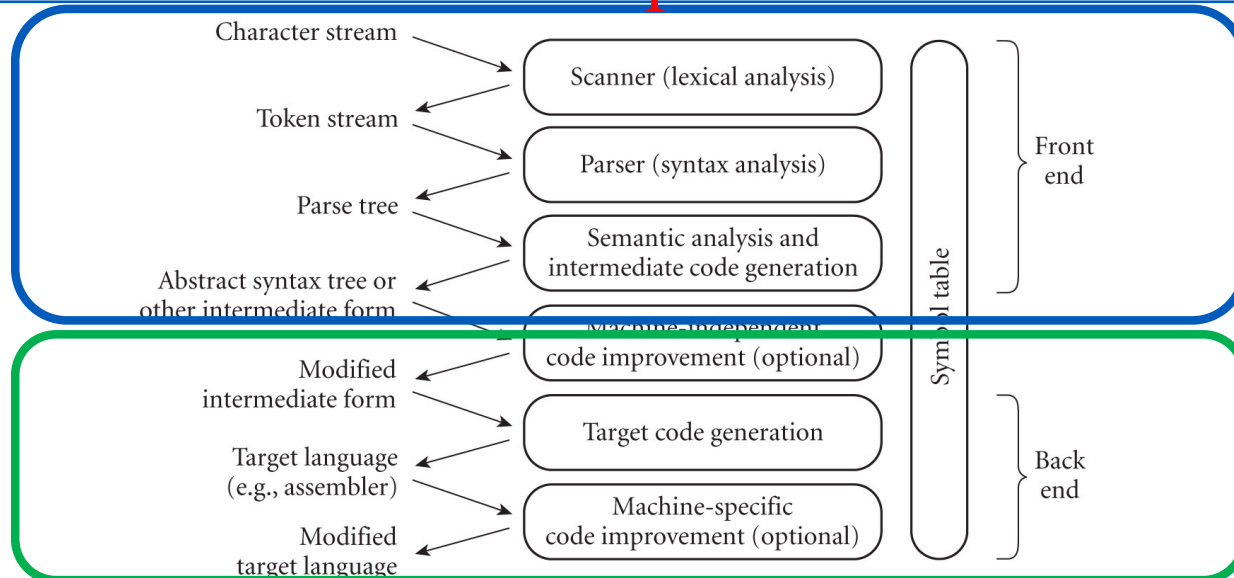 Character stream
Scanner (lexical analysis)
Token stream
Parser (syntax analysis)
Parse tree
Semantic analysis and
intermediate code generation
Abstract syntax tree or
other intermediate form
Machine-independent
code improvement (optional)
Modified
intermediate form
Target code generation
Target language
(e.g., assembler)
Machine-specific
code improvement (optional)
Modified
target language
Symbol table
Front
end
Back
end